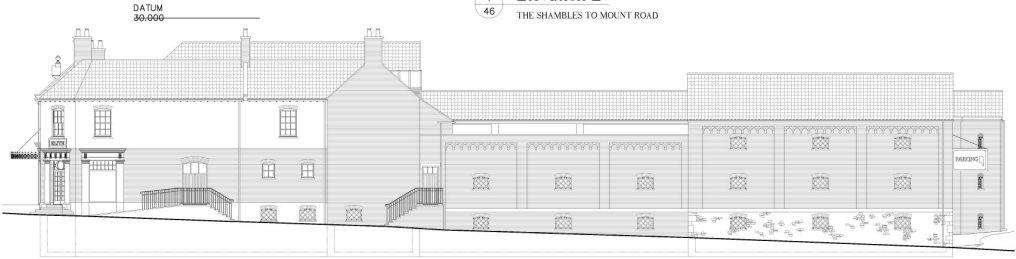 DATUM
30.000
46
THE SHAMBLES TO MOUNT ROAD
PARKING